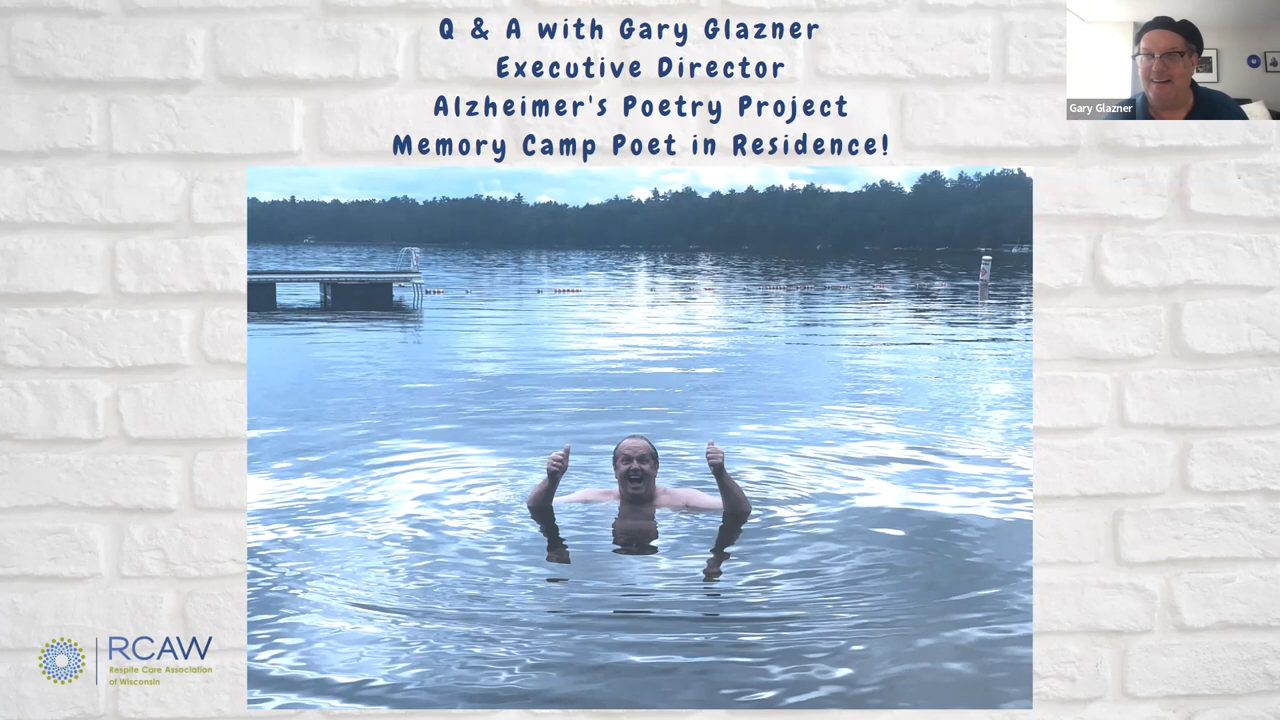 Q & A with Gary Glazner
Executive Director
Alzheimer's Poetry Project
Memory Camp Poet in Residence!
Gary Glazner
RCAW
Respite Care Association
of Wisconsin